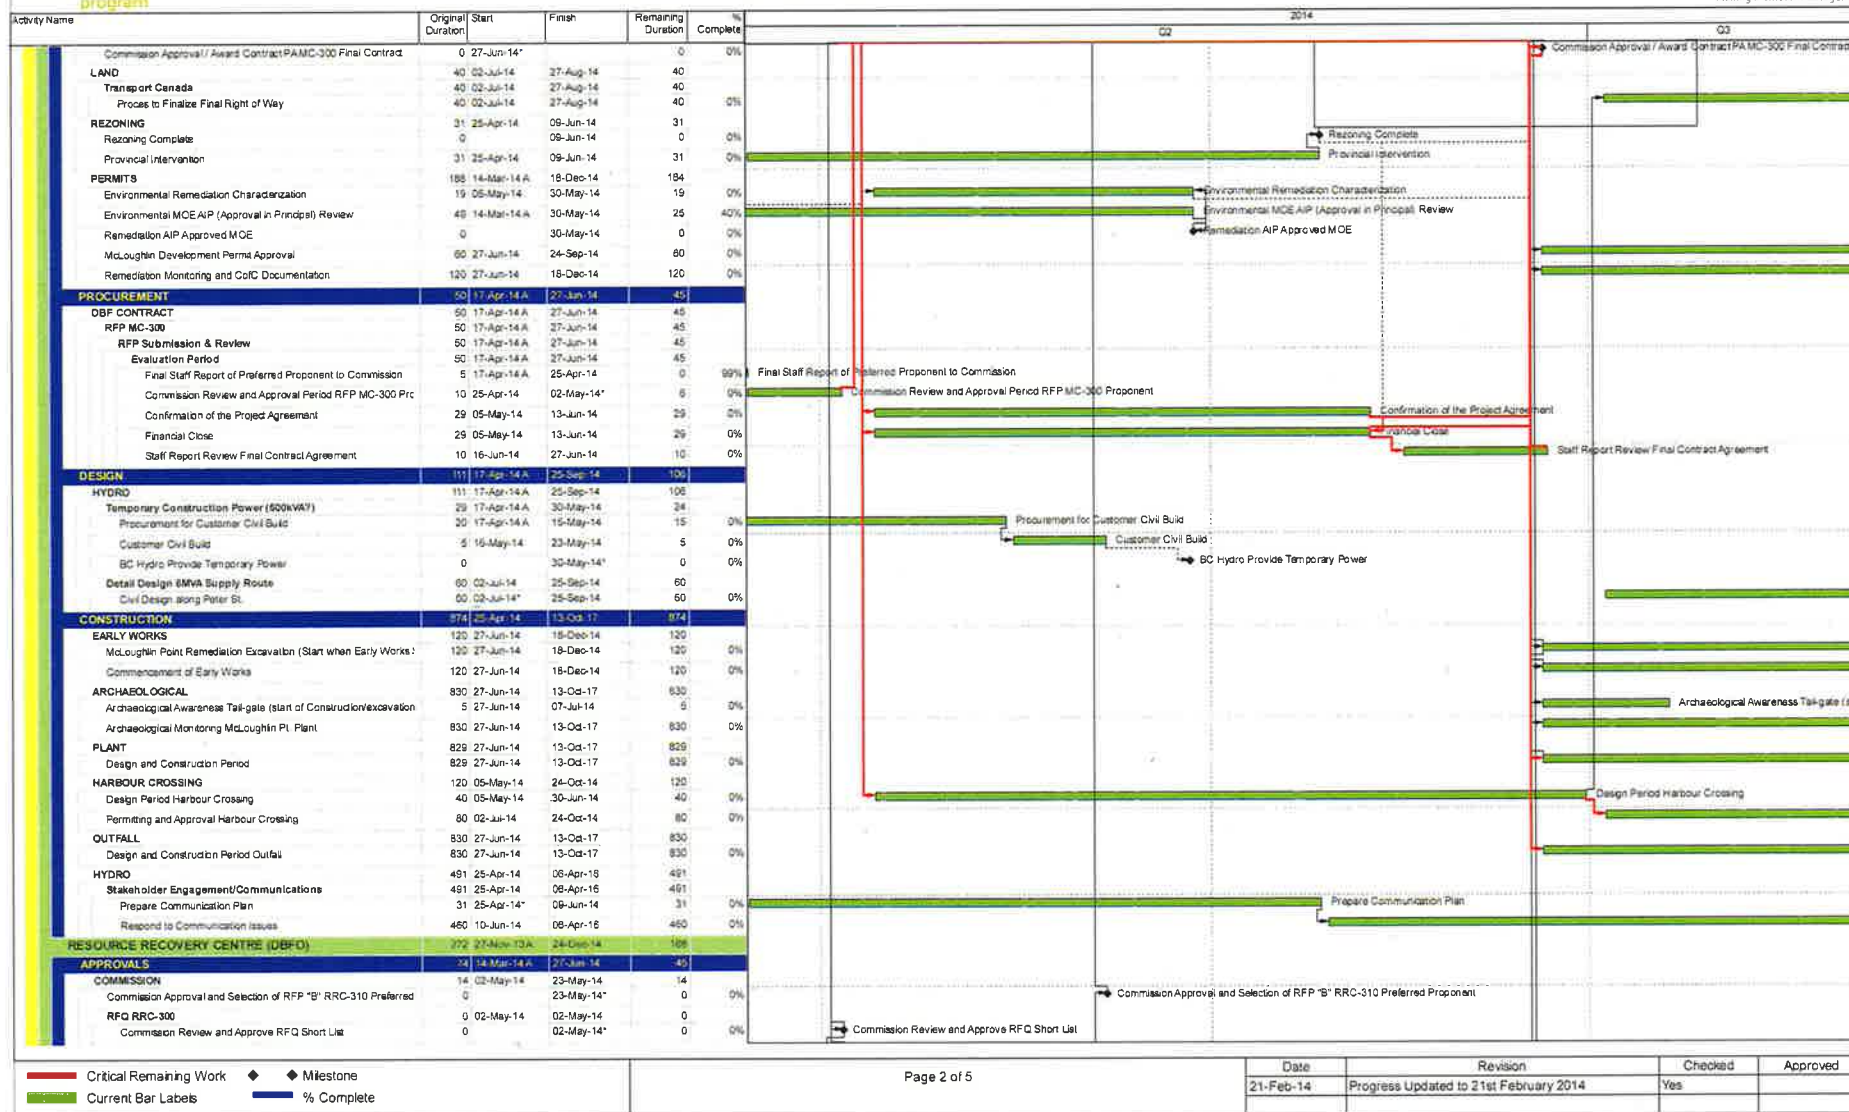 program
Activity Name Original Duration Start Finish Remaining Duration % Complete 2014
Q2 Q3
Commission Approval / Award Contract PA MC-300 Final Contract 0 27-Jun-14* 0 0% Commission Approval / Award Contract PA MC-300 Final Contract
LAND 40 02-Jul-14 27-Aug-14 40
Transport Canada 40 02-Jul-14 27-Aug-14 40
Proces to Finalize Final Right of Way 40 02-Jul-14 27-Aug-14 40 0%
REZONING 31 25-Apr-14 09-Jun-14 31
Rezoning Complete 0 09-Jun-14 0 0% Rezoning Complete
Provincial Intervention 31 25-Apr-14 09-Jun-14 31 0% Provincial Intervention
PERMITS 188 14-Mar-14 A 18-Dec-14 184
Environmental Remediation Characterization 19 05-May-14 30-May-14 19 0% Environmental Remediation Characterization
Environmental MOE AIP (Approval in Principal) Review 49 14-Mar-14 A 30-May-14 25 40% Environmental MOE AIP (Approval in Principal) Review
Remediation AIP Approved MOE 0 30-May-14 0 0% Remediation AIP Approved MOE
McLoughlin Development Permit Approval 60 27-Jun-14 24-Sep-14 60 0%
Remediation Monitoring and CofC Documentation 120 27-Jun-14 18-Dec-14 120 0%
PROCUREMENT 50 17-Apr-14 A 27-Jun-14 45
DBF CONTRACT 50 17-Apr-14 A 27-Jun-14 45
RFP MC-300 50 17-Apr-14 A 27-Jun-14 45
RFP Submission & Review 50 17-Apr-14 A 27-Jun-14 45
Evaluation Period 50 17-Apr-14 A 27-Jun-14 45
Final Staff Report of Preferred Proponent to Commission 5 17-Apr-14 A 25-Apr-14 0 99% Final Staff Report of Preferred Proponent to Commission
Commission Review and Approval Period RFP MC-300 Prc 10 25-Apr-14 02-May-14* 6 0% Commission Review and Approval Period RFP MC-300 Proponent
Confirmation of the Project Agreement 29 05-May-14 13-Jun-14 29 0% Confirmation of the Project Agreement
Financial Close 29 05-May-14 13-Jun-14 29 0% Financial Close
Staff Report Review Final Contract Agreement 10 16-Jun-14 27-Jun-14 10 0% Staff Report Review Final Contract Agreement
DESIGN 111 17-Apr-14 A 25-Sep-14 106
HYDRO 111 17-Apr-14 A 25-Sep-14 106
Temporary Construction Power (600kVA?) 29 17-Apr-14 A 30-May-14 24
Procurement for Customer Civil Build 20 17-Apr-14 A 15-May-14 15 0% Procurement for Customer Civil Build
Customer Civil Build 5 16-May-14 23-May-14 5 0% Customer Civil Build
BC Hydro Provide Temporary Power 0 30-May-14* 0 0% BC Hydro Provide Temporary Power
Detail Design 8MVA Supply Route 60 02-Jul-14 25-Sep-14 60
Civil Design along Peter St. 60 02-Jul-14* 25-Sep-14 60 0%
CONSTRUCTION 874 25-Apr-14 13-Oct-17 874
EARLY WORKS 120 27-Jun-14 18-Dec-14 120
McLoughlin Point Remediation Excavation (Start when Early Works 120 27-Jun-14 18-Dec-14 120 0%
Commencement of Early Works 120 27-Jun-14 18-Dec-14 120 0%
ARCHAEOLOGICAL 830 27-Jun-14 13-Oct-17 830
Archaeological Awareness Tail-gate (start of Construction/excavation 5 27-Jun-14 07-Jul-14 5 0% Archaeological Awareness Tail-gate (s
Archaeological Monitoring McLoughlin Pt. Plant 830 27-Jun-14 13-Oct-17 830 0%
PLANT 829 27-Jun-14 13-Oct-17 829
Design and Construction Period 829 27-Jun-14 13-Oct-17 829 0%
HARBOUR CROSSING 120 05-May-14 24-Oct-14 120
Design Period Harbour Crossing 40 05-May-14 30-Jun-14 40 0% Design Period Harbour Crossing
Permitting and Approval Harbour Crossing 80 02-Jul-14 24-Oct-14 80 0%
OUTFALL 830 27-Jun-14 13-Oct-17 830
Design and Construction Period Outfall 830 27-Jun-14 13-Oct-17 830 0%
HYDRO 491 25-Apr-14 06-Apr-16 491
Stakeholder Engagement/Communications 491 25-Apr-14 06-Apr-16 491
Prepare Communication Plan 31 25-Apr-14* 09-Jun-14 31 0% Prepare Communication Plan
Respond to Communication Issues 460 10-Jun-14 06-Apr-16 460 0%
RESOURCE RECOVERY CENTRE (DBFO) 272 27-Nov-13 A 24-Dec-14 168
APPROVALS 74 14-Mar-14 A 27-Jun-14 45
COMMISSION 14 02-May-14 23-May-14 14
Commission Approval and Selection of RFP "B" RRC-310 Preferred 0 23-May-14* 0 0% Commission Approval and Selection of RFP "B" RRC-310 Preferred Proponent
RFQ RRC-300 0 02-May-14 02-May-14 0
Commission Review and Approve RFQ Short List 0 02-May-14* 0 0% Commission Review and Approve RFQ Short List
Critical Remaining Work Milestone
Current Bar Labels % Complete
Page 2 of 5
Date Revision Checked Approved
21-Feb-14 Progress Updated to 21st February 2014 Yes